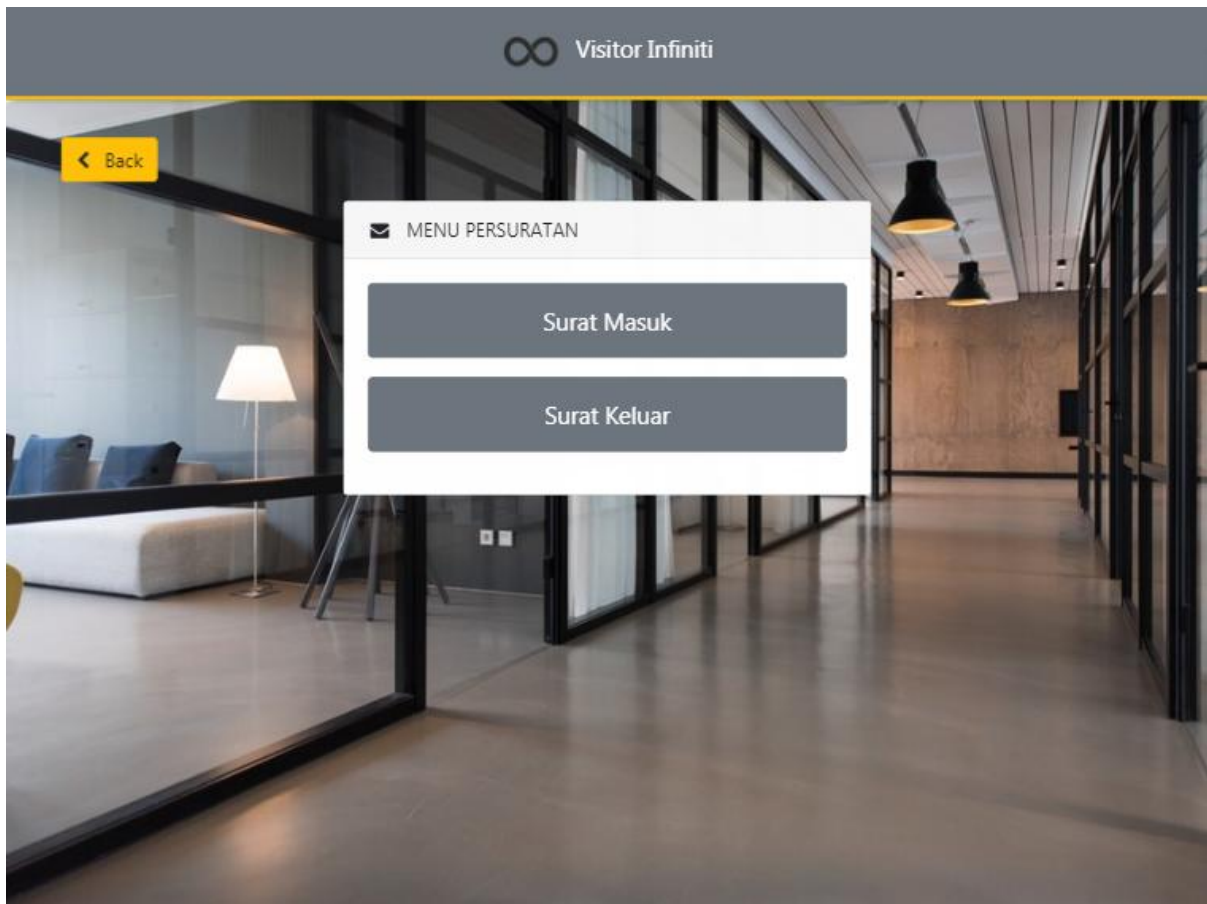 Visitor Infiniti
Back
MENU PERSURATAN
Surat Masuk
Surat Keluar